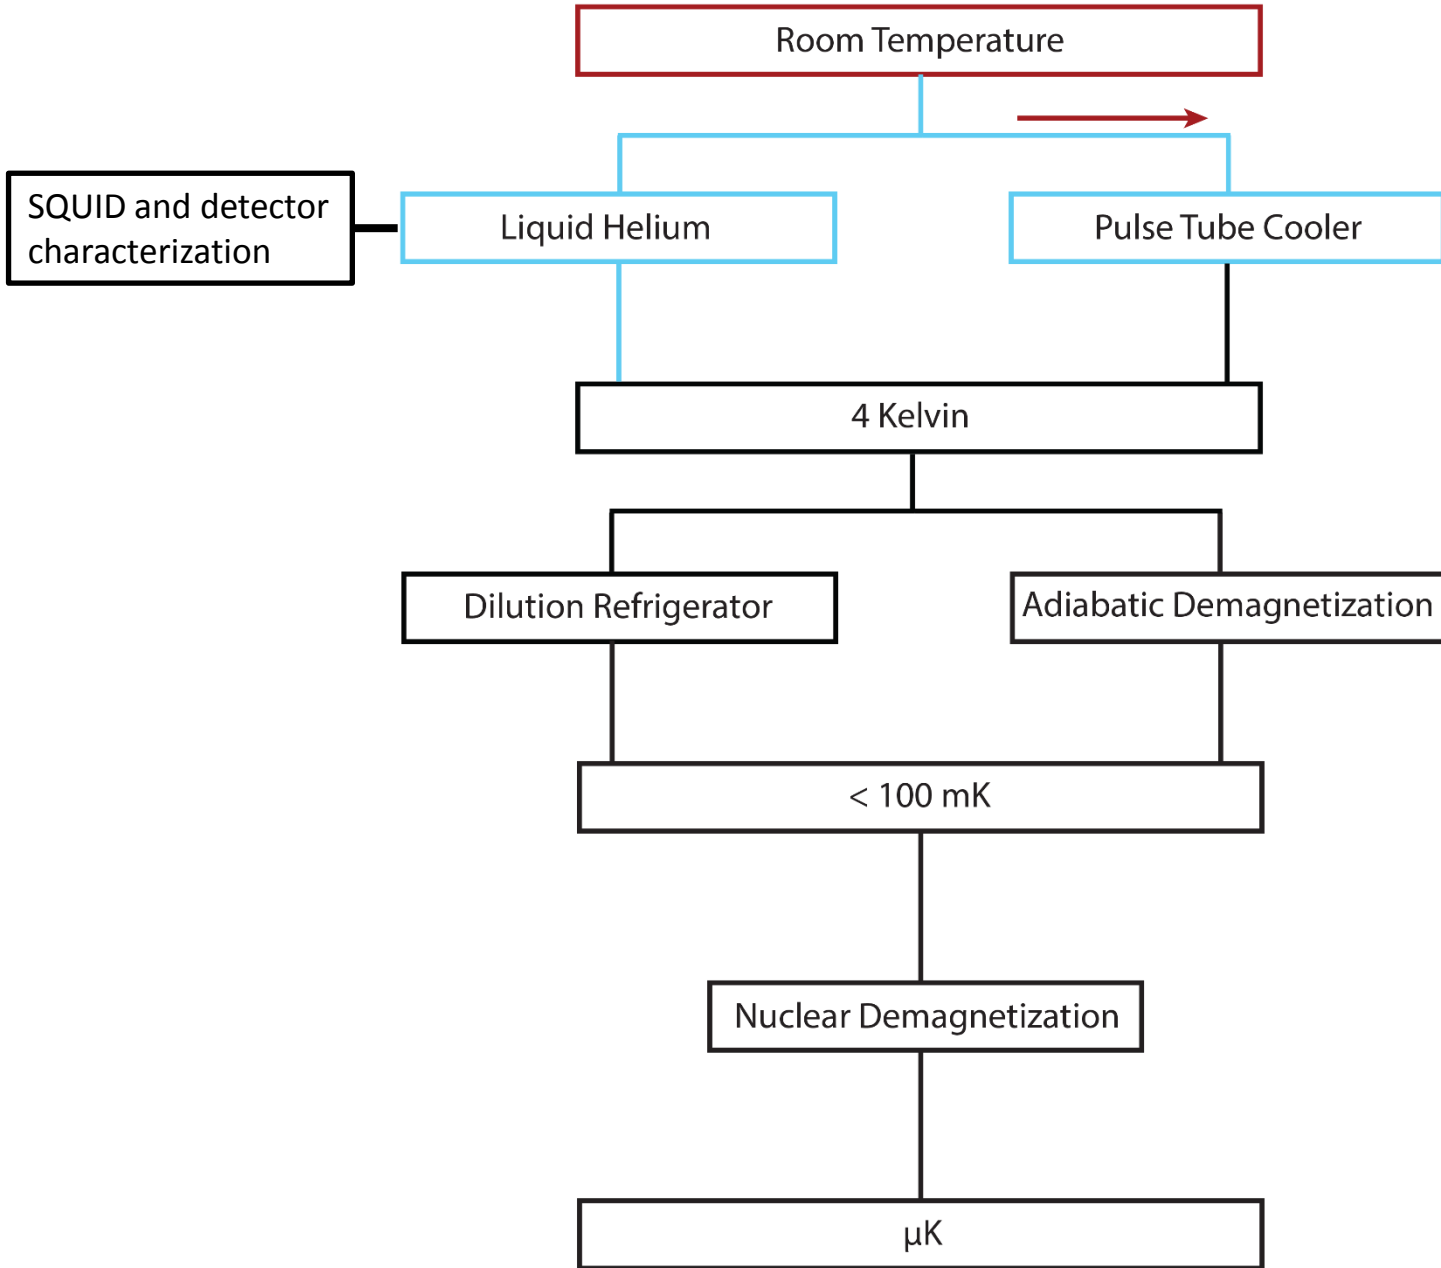 Room Temperature
SQUID and detector
characterization
Liquid Helium
Pulse Tube Cooler
4 Kelvin
Dilution Refrigerator
Adiabatic Demagnetization
< 100 mK
Nuclear Demagnetization
µK